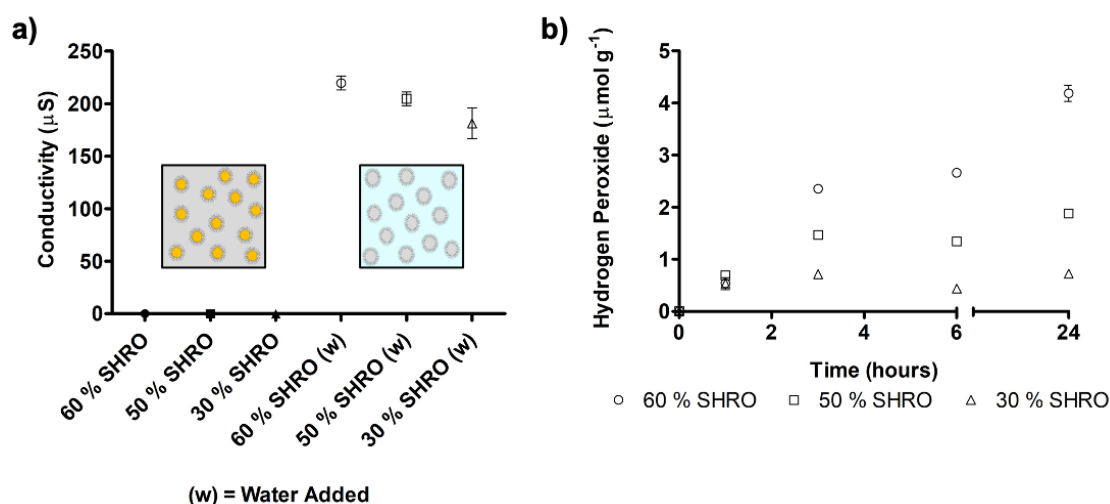 a)
Conductivity (μS)
250
200
150
100
50
0
60 % SHRO
50 % SHRO
30 % SHRO
60 % SHRO (w)
50 % SHRO (w)
30 % SHRO (w)
(w) = Water Added
b)
Hydrogen Peroxide (μmol g⁻¹)
5
4
3
2
1
0
0 2 4 6 24
Time (hours)
60 % SHRO 50 % SHRO 30 % SHRO